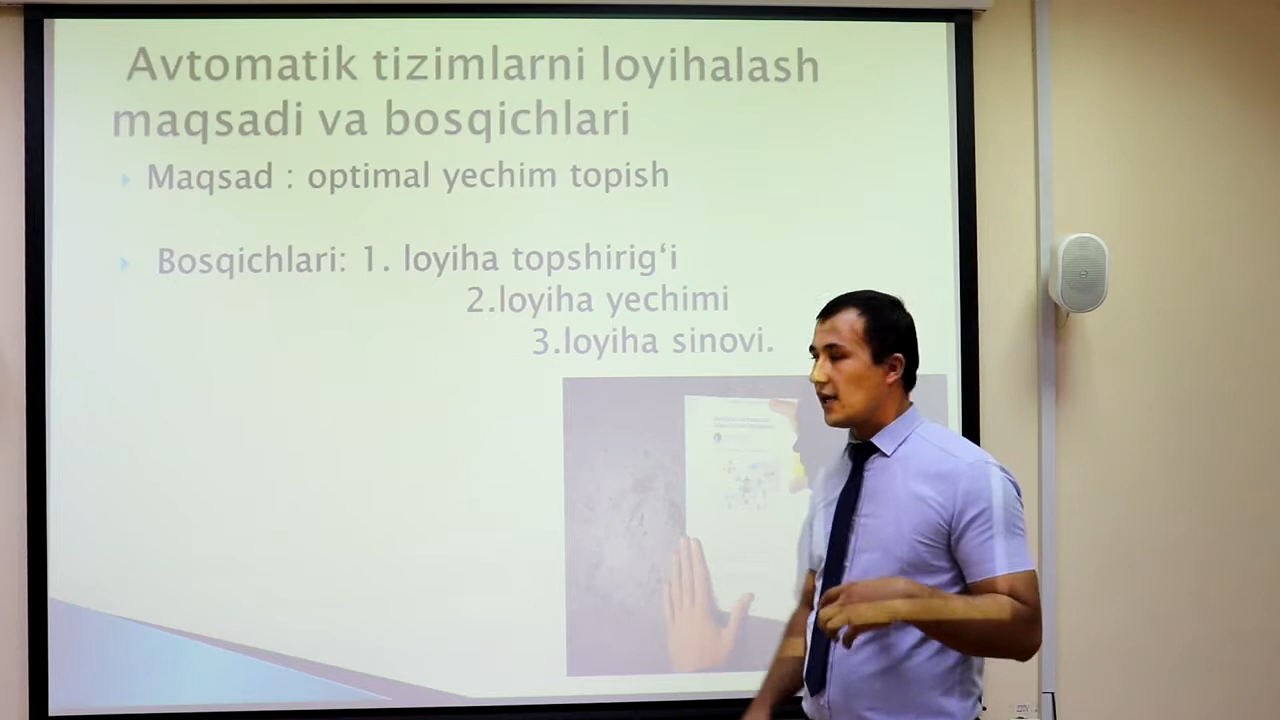 Avtomatik tizimlarni loyihalash
maqsadi va bosqichlari
Maqsad : optimal yechim topish
Bosqichlari: 1. loyiha topshirig‘i
2.loyiha yechimi
3.loyiha sinovi.
220V